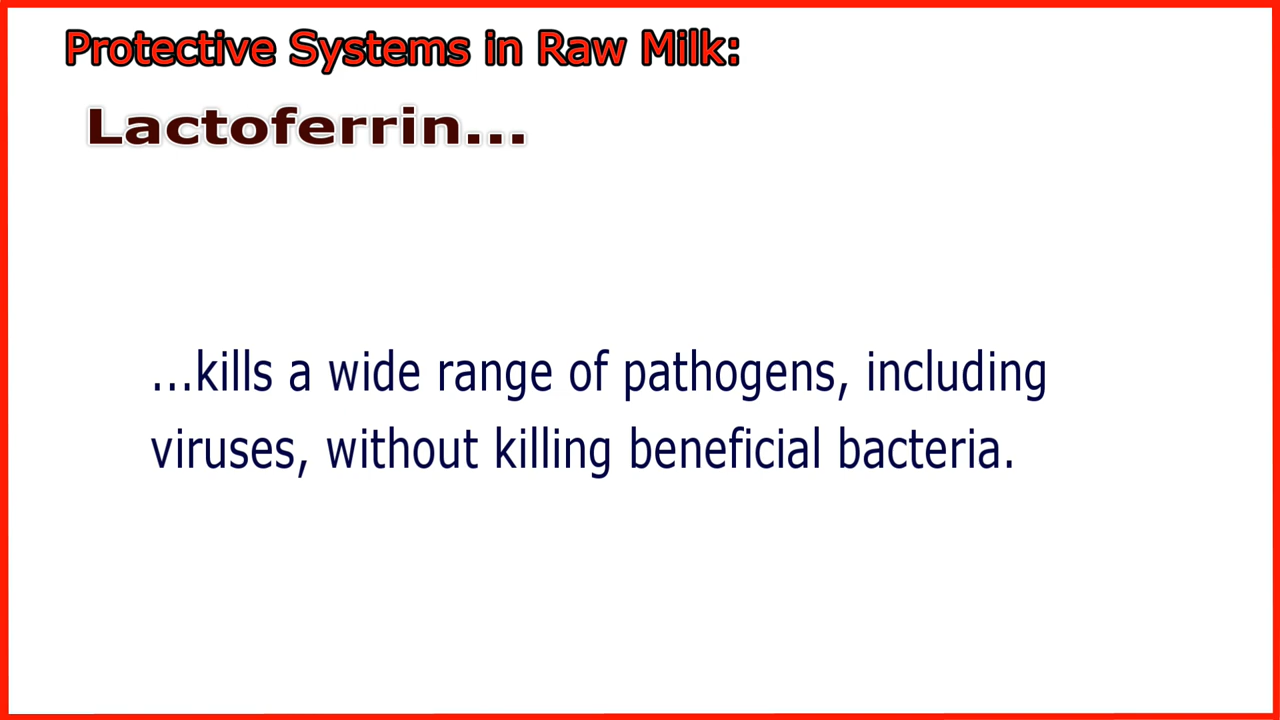 Protective Systems in Raw Milk:
Lactoferrin...
...kills a wide range of pathogens, including
viruses, without killing beneficial bacteria.